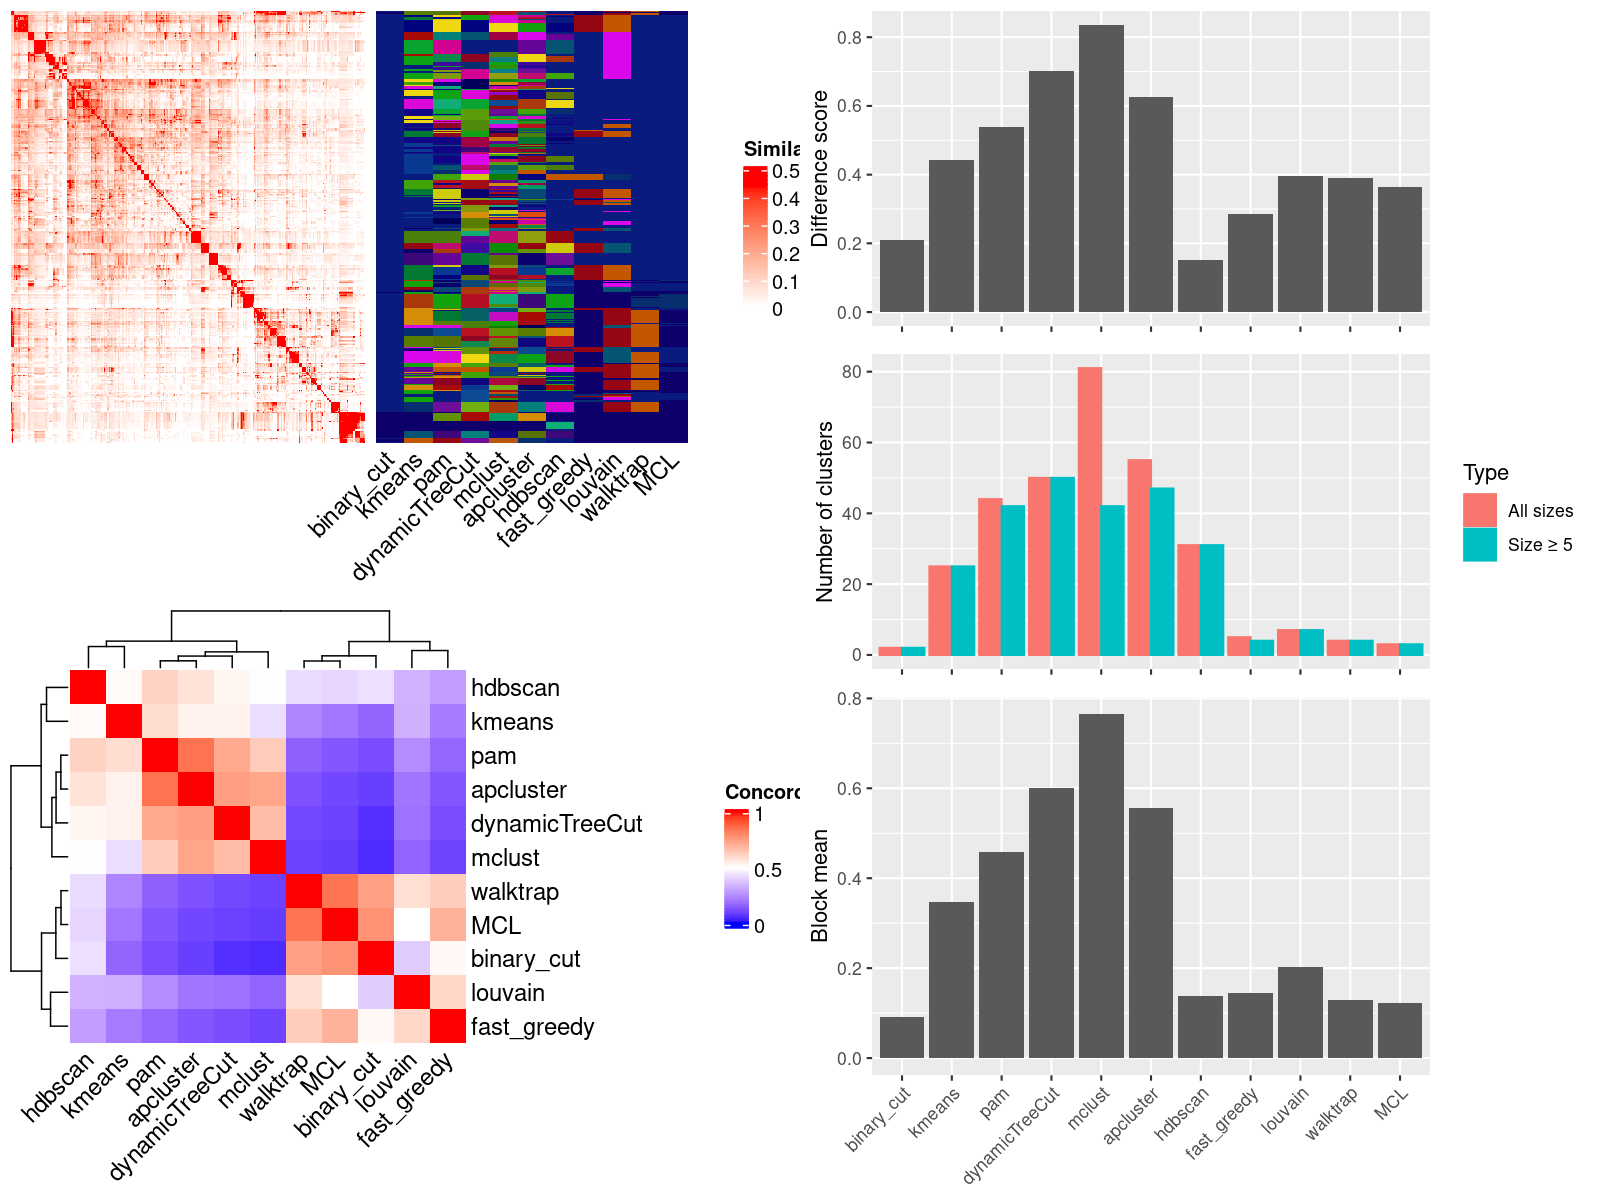 Simila
0.5
0.4
0.3
0.2
0.1
0
binary_cut
kmeans
pam
dynamicTreeCut
mclust
apcluster
hdbscan
fast_greedy
louvain
walktrap
MCL
hdbscan
kmeans
pam
apcluster
dynamicTreeCut
mclust
walktrap
MCL
binary_cut
louvain
fast_greedy
hdbscan
kmeans
pam
apcluster
dynamicTreeCut
mclust
walktrap
MCL
binary_cut
louvain
fast_greedy
Concord
1
0.5
0
Difference score
0.8
0.6
0.4
0.2
0.0
Number of clusters
80
60
40
20
0
Type
All sizes
Size ≥ 5
Block mean
0.8
0.6
0.4
0.2
0.0
binary_cut
kmeans
pam
dynamicTreeCut
mclust
apcluster
hdbscan
fast_greedy
louvain
walktrap
MCL